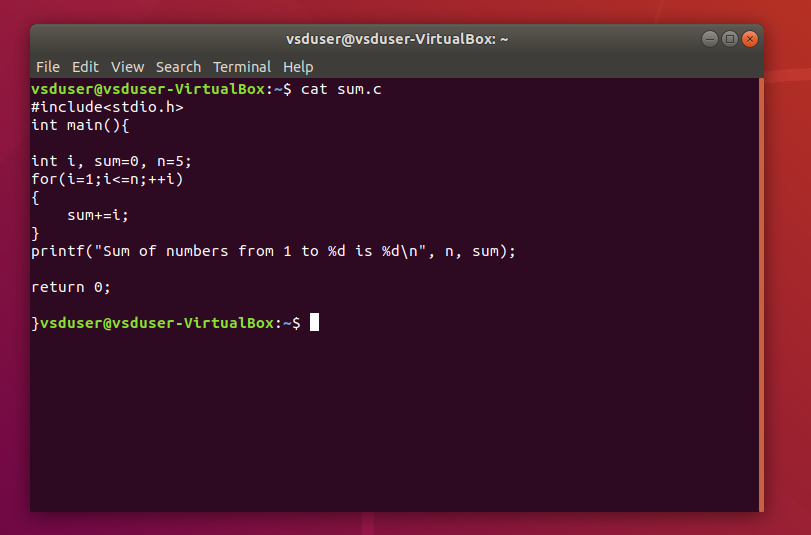 vsduser@vsduser-VirtualBox: ~
File Edit View Search Terminal Help
vsduser@vsduser-VirtualBox:~$ cat sum.c
#include<stdio.h>
int main(){
int i, sum=0, n=5;
for(i=1;i<=n;++i)
{
    sum+=i;
}
printf("Sum of numbers from 1 to %d is %d\n", n, sum);
return 0;
}vsduser@vsduser-VirtualBox:~$